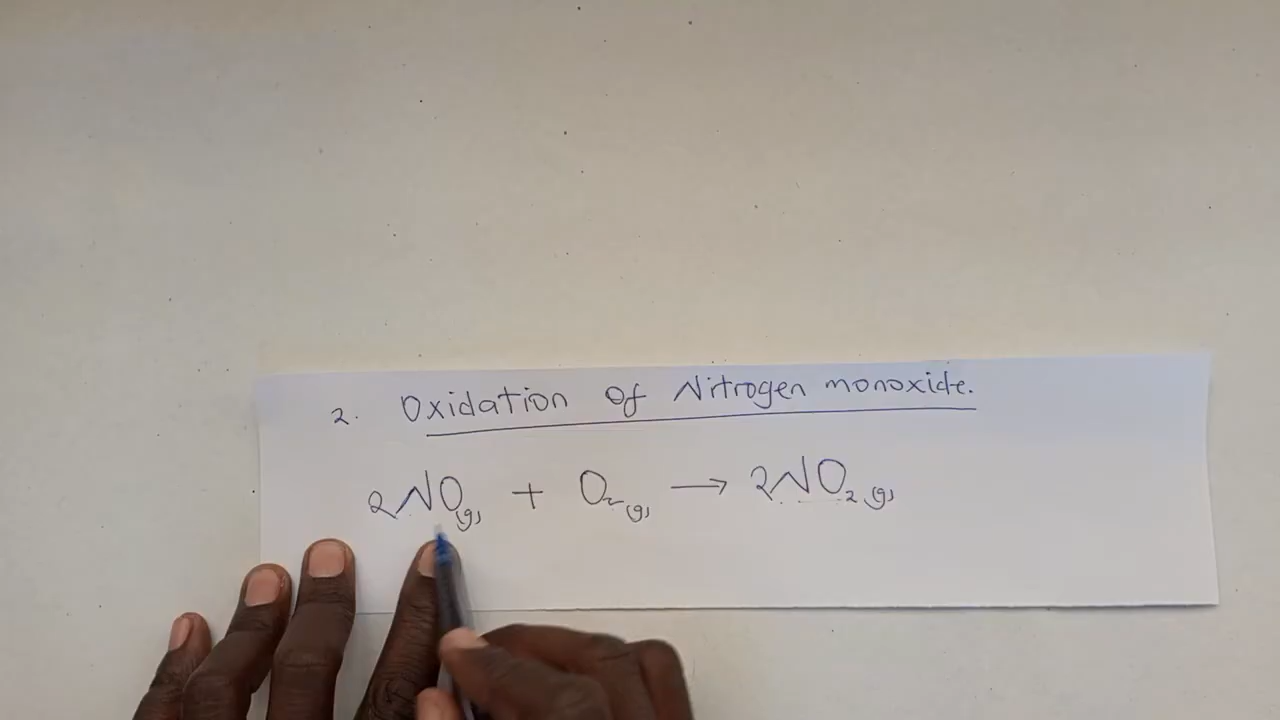 2. Oxidation of Nitrogen monoxide.
2NO(g) + O₂(g) → 2NO₂(g)